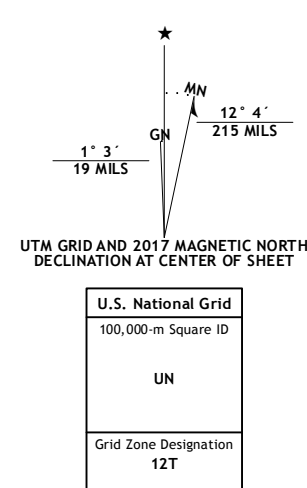 ★
MN
12° 4´
215 MILS
GN
1° 3´
19 MILS
UTM GRID AND 2017 MAGNETIC NORTH
DECLINATION AT CENTER OF SHEET
U.S. National Grid
100,000-m Square ID
UN
Grid Zone Designation
12T